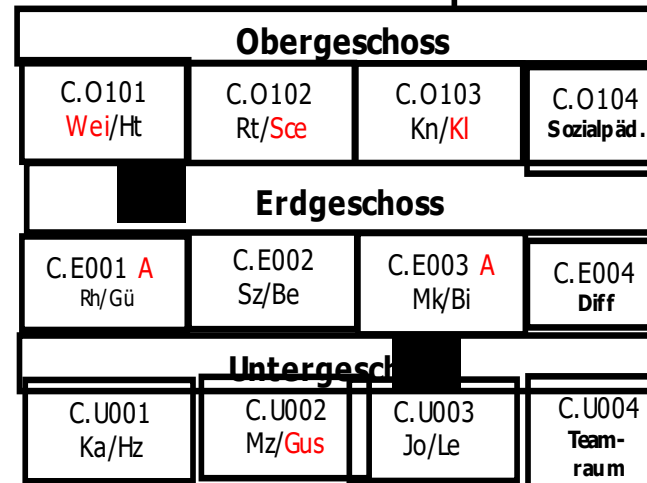 Obergeschoss
C.O101 C.O102 C.O103 C.O104
Wei/Ht Rt/Sce Kn/Kl Sozialpäd.
Erdgeschoss
C.E001 A C.E002 C.E003 A C.E004
Rh/Gü Sz/Be Mk/Bi Diff
Untergesch
C.U001 C.U002 C.U003 C.U004
Ka/Hz Mz/Gus Jo/Le Team-
raum